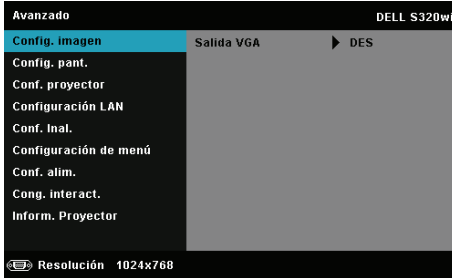 Avanzado DELL S320wi
Config. imagen Salida VGA DES
Config. pant.
Conf. proyector
Configuración LAN
Conf. Inal.
Configuración de menú
Conf. alim.
Cong. interact.
Inform. Proyector
Resolución 1024x768